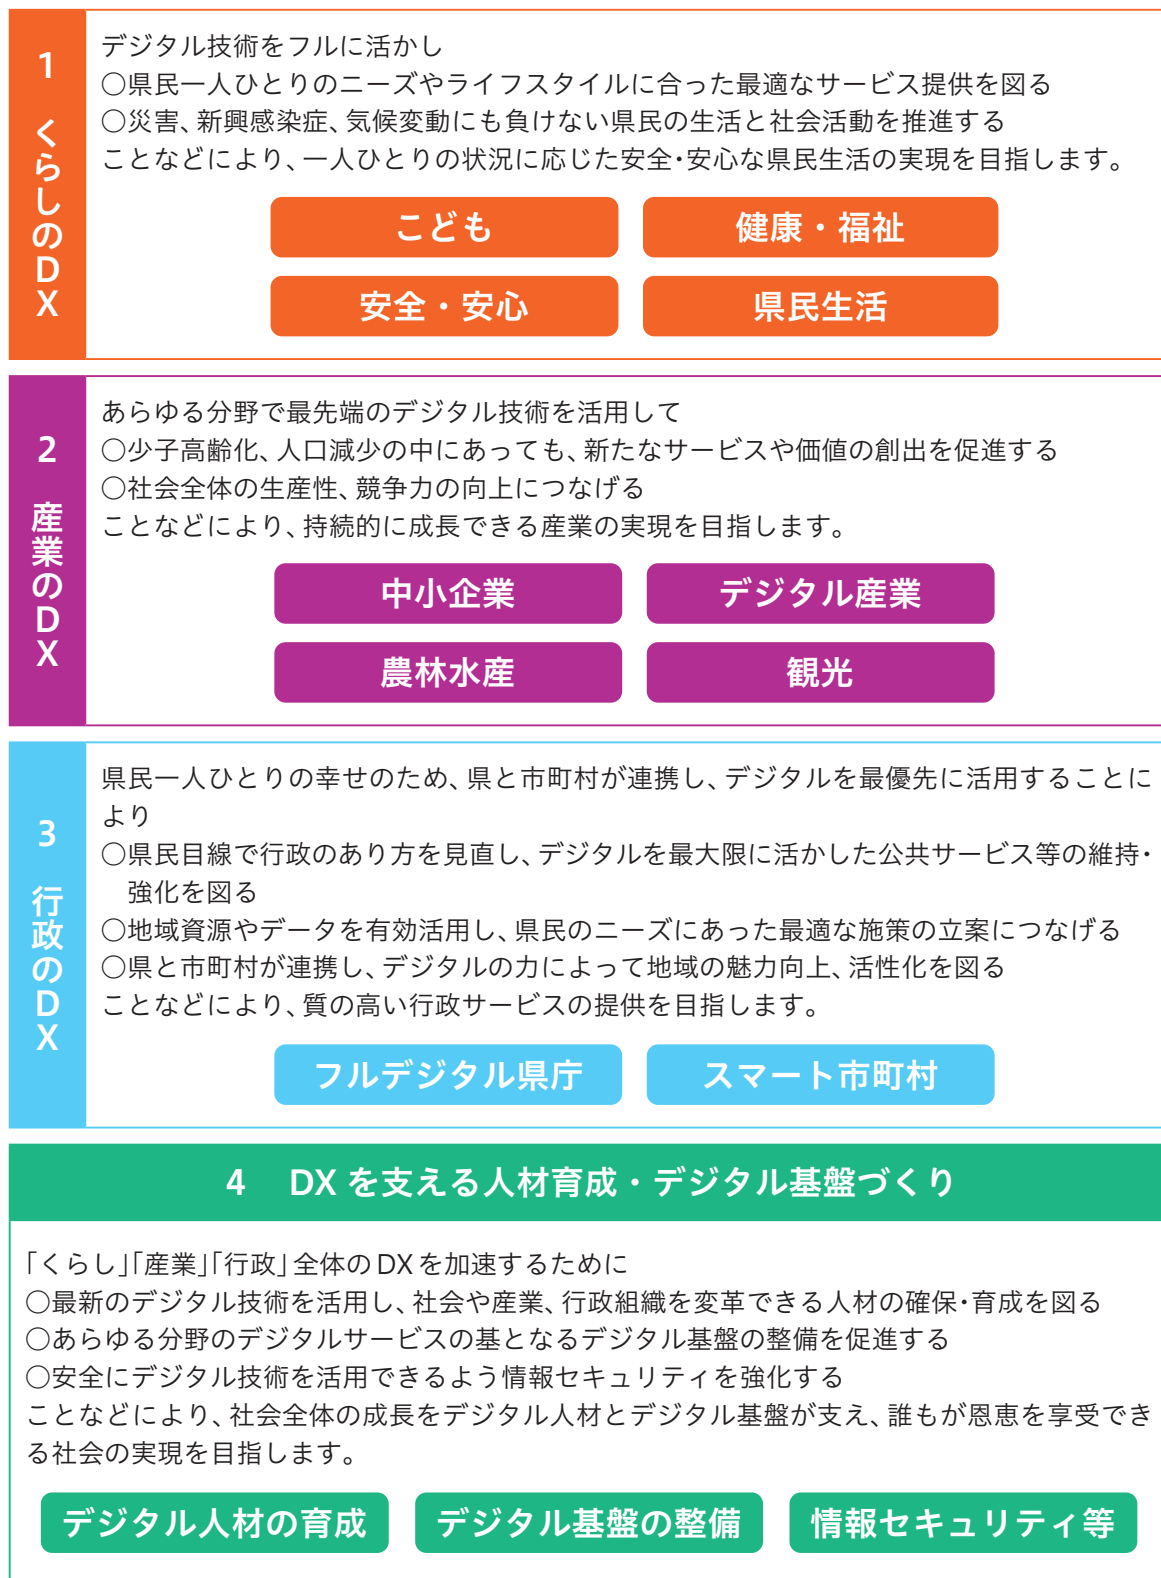 1 くらしのDX
デジタル技術をフルに活かし
○県民一人ひとりのニーズやライフスタイルに合った最適なサービス提供を図る
○災害、新興感染症、気候変動にも負けない県民の生活と社会活動を推進する
ことなどにより、一人ひとりの状況に応じた安全・安心な県民生活の実現を目指します。
こども
健康・福祉
安全・安心
県民生活
2 産業のDX
あらゆる分野で最先端のデジタル技術を活用して
○少子高齢化、人口減少の中にあっても、新たなサービスや価値の創出を促進する
○社会全体の生産性、競争力の向上につなげる
ことなどにより、持続的に成長できる産業の実現を目指します。
中小企業
デジタル産業
農林水産
観光
3 行政のDX
県民一人ひとりの幸せのため、県と市町村が連携し、デジタルを最優先に活用することに
より
○県民目線で行政のあり方を見直し、デジタルを最大限に活かした公共サービス等の維持・
強化を図る
○地域資源やデータを有効活用し、県民のニーズにあった最適な施策の立案につなげる
○県と市町村が連携し、デジタルの力によって地域の魅力向上、活性化を図る
ことなどにより、質の高い行政サービスの提供を目指します。
フルデジタル県庁
スマート市町村
4 DXを支える人材育成・デジタル基盤づくり
「くらし」「産業」「行政」全体のDXを加速するために
○最新のデジタル技術を活用し、社会や産業、行政組織を変革できる人材の確保・育成を図る
○あらゆる分野のデジタルサービスの基となるデジタル基盤の整備を促進する
○安全にデジタル技術を活用できるよう情報セキュリティを強化する
ことなどにより、社会全体の成長をデジタル人材とデジタル基盤が支え、誰もが恩恵を享受でき
る社会の実現を目指します。
デジタル人材の育成
デジタル基盤の整備
情報セキュリティ等